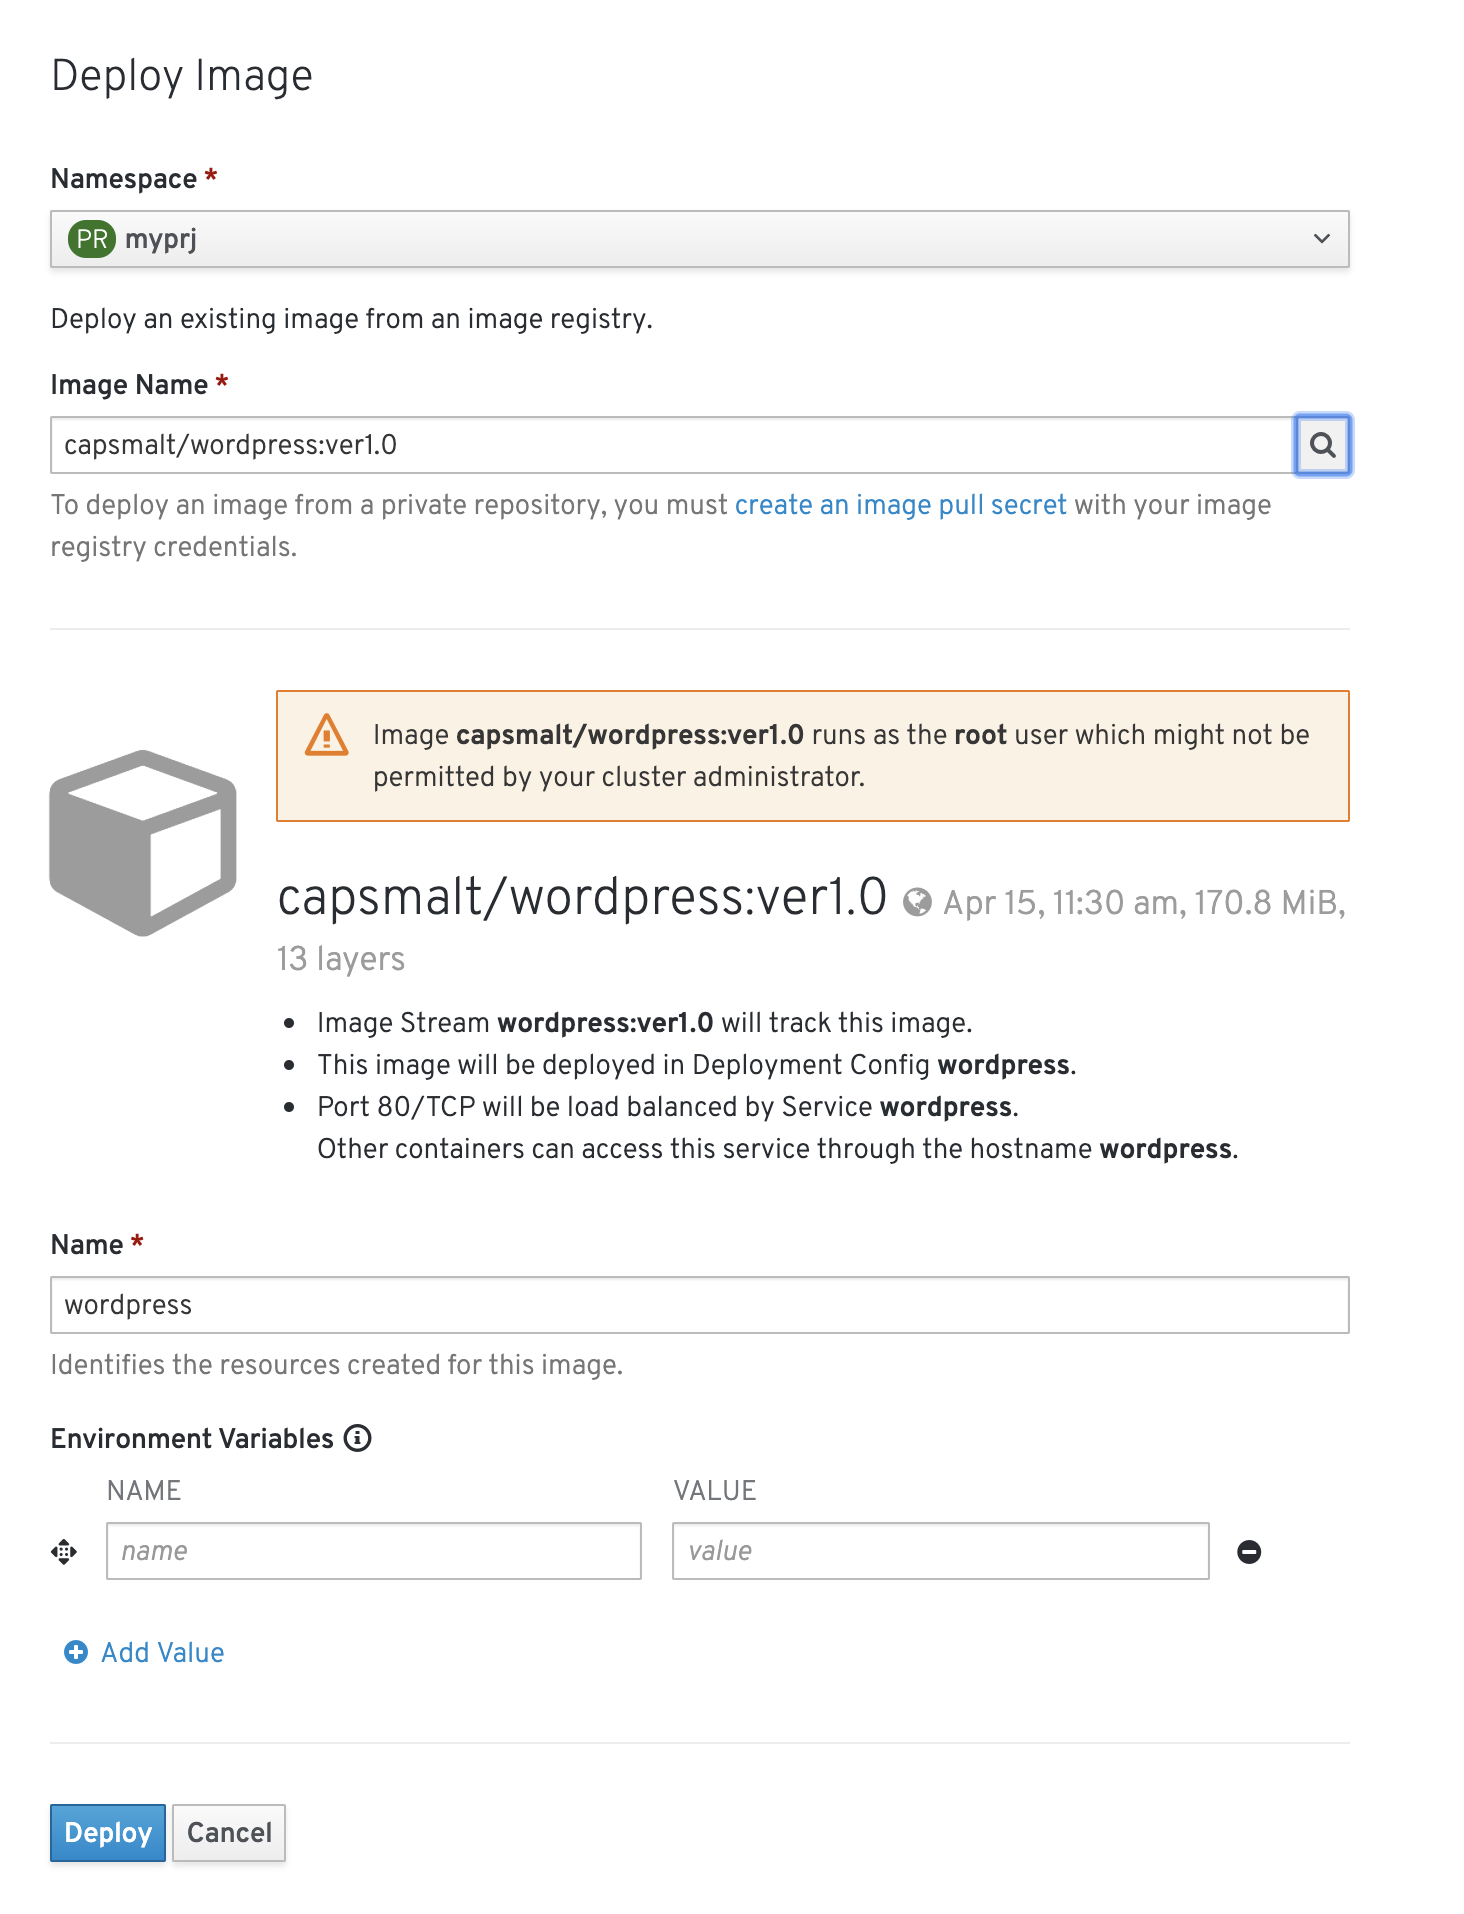 Deploy Image
Namespace *
PR myprj
Deploy an existing image from an image registry.
Image Name *
capsmalt/wordpress:ver1.0
To deploy an image from a private repository, you must create an image pull secret with your image
registry credentials.
Image capsmalt/wordpress:ver1.0 runs as the root user which might not be
permitted by your cluster administrator.
capsmalt/wordpress:ver1.0 Apr 15, 11:30 am, 170.8 MiB,
13 layers
• Image Stream wordpress:ver1.0 will track this image.
• This image will be deployed in Deployment Config wordpress.
• Port 80/TCP will be load balanced by Service wordpress.
Other containers can access this service through the hostname wordpress.
Name *
wordpress
Identifies the resources created for this image.
Environment Variables
NAME VALUE
name value
Add Value
Deploy Cancel